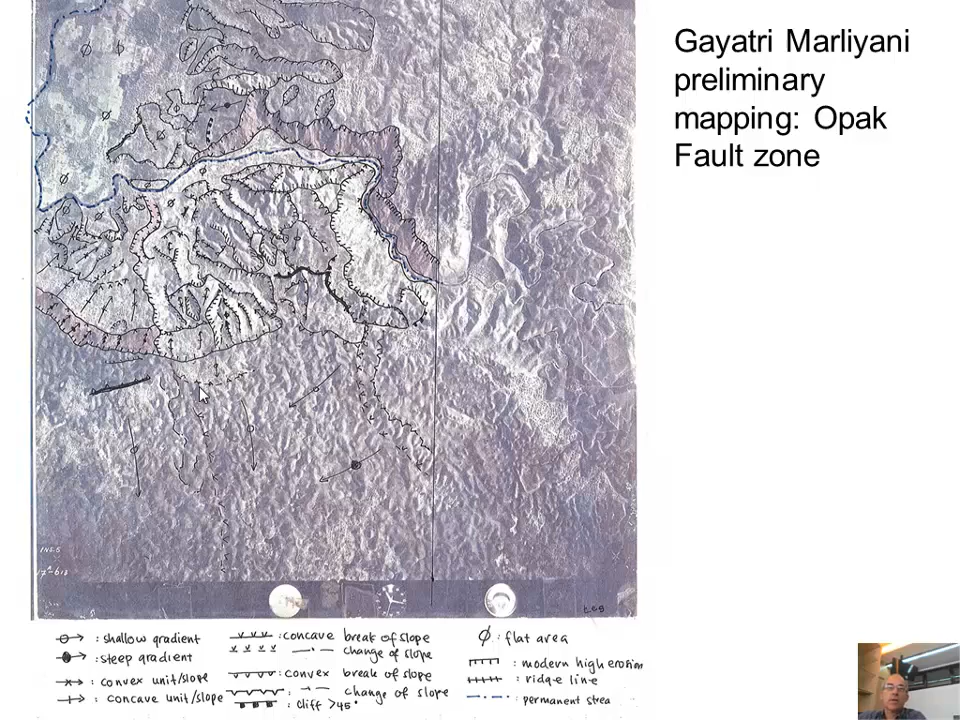 Gayatri Marliyani
preliminary
mapping: Opak
Fault zone
: shallow gradient
: steep gradient
: convex unit/slope
: concave unit/slope
: concave break of slope
change of slope
: convex break of slope
change of slope
: cliff >45°
: flat area
: modern high erosion
: ridge line
: permanent strea